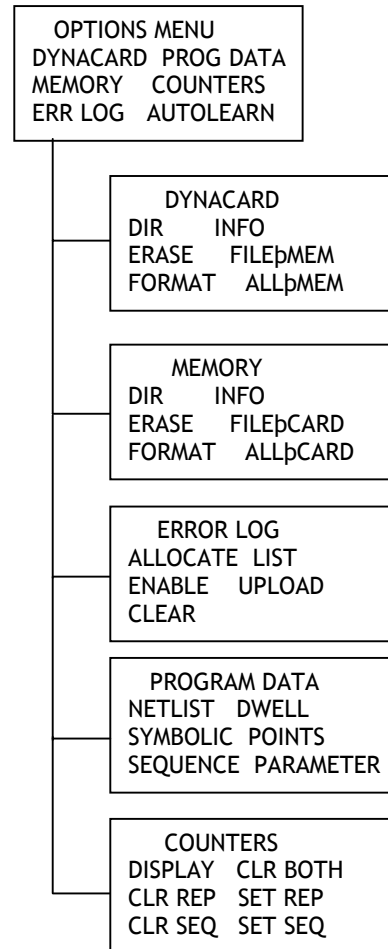 OPTIONS MENU
DYNACARD PROG DATA
MEMORY COUNTERS
ERR LOG AUTOLEARN
DYNACARD
DIR INFO
ERASE FILEþMEM
FORMAT ALLþMEM
MEMORY
DIR INFO
ERASE FILEþCARD
FORMAT ALLþCARD
ERROR LOG
ALLOCATE LIST
ENABLE UPLOAD
CLEAR
PROGRAM DATA
NETLIST DWELL
SYMBOLIC POINTS
SEQUENCE PARAMETER
COUNTERS
DISPLAY CLR BOTH
CLR REP SET REP
CLR SEQ SET SEQ